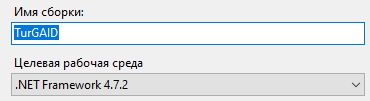 Имя сборки:
TurGAID
Целевая рабочая среда
.NET Framework 4.7.2